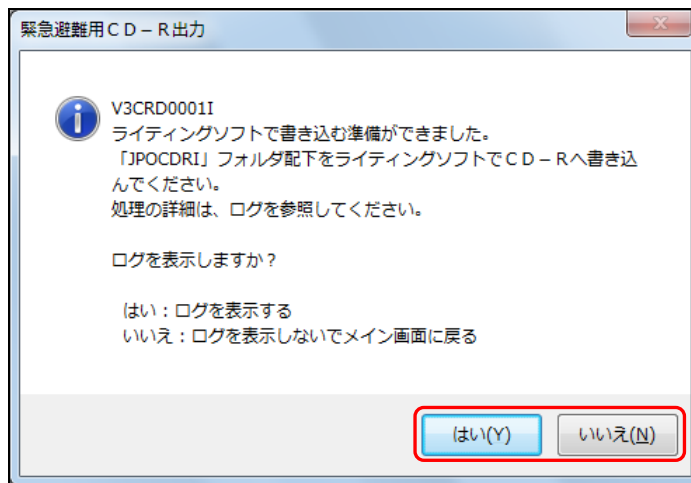 緊急避難用ＣＤ－Ｒ出力
V3CRD0001I
ライティングソフトで書き込む準備ができました。
「JPOCDRI」フォルダ配下をライティングソフトでＣＤ－Ｒへ書き込
んでください。
処理の詳細は、ログを参照してください。
ログを表示しますか？
はい：ログを表示する
いいえ：ログを表示しないでメイン画面に戻る
はい(Y) いいえ(N)